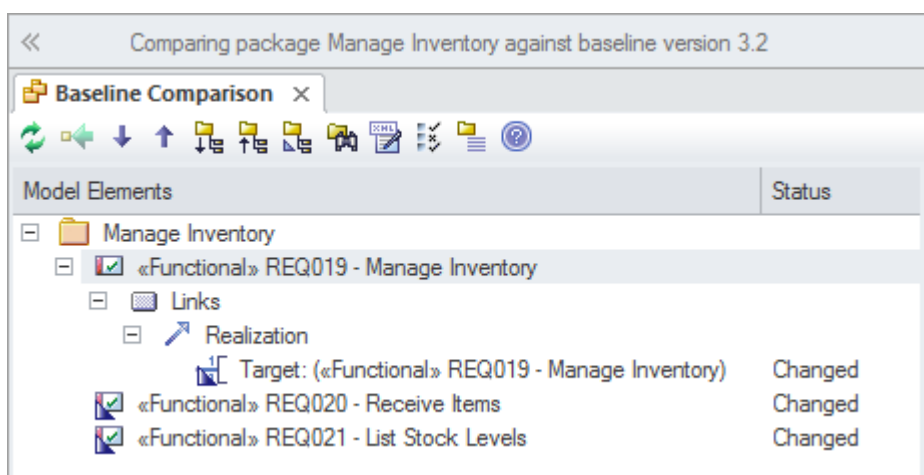 Comparing package Manage Inventory against baseline version 3.2
Baseline Comparison
Model Elements Status
Manage Inventory
«Functional» REQ019 - Manage Inventory
Links
Realization
Target: («Functional» REQ019 - Manage Inventory) Changed
«Functional» REQ020 - Receive Items Changed
«Functional» REQ021 - List Stock Levels Changed